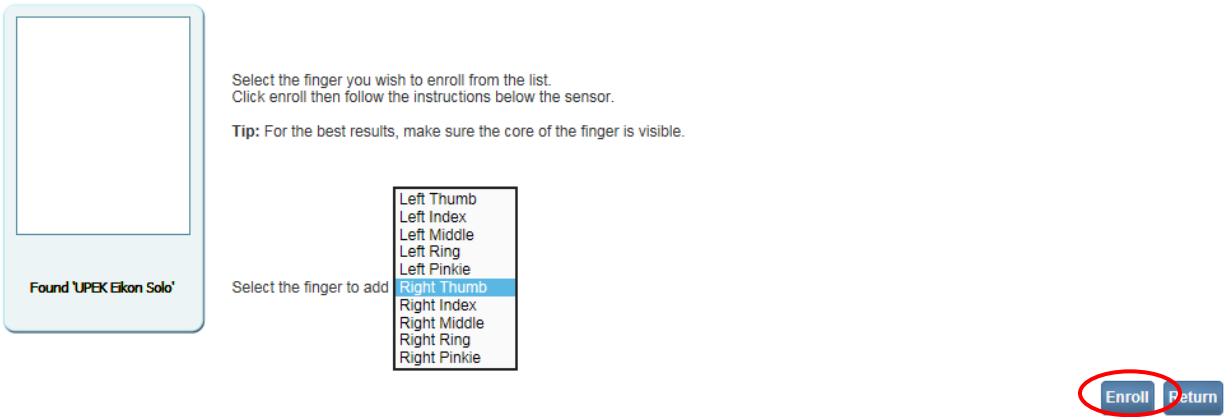 Select the finger you wish to enroll from the list.
Click enroll then follow the instructions below the sensor.
Tip: For the best results, make sure the core of the finger is visible.
Found 'UPEK Eikon Solo'
Select the finger to add
Left Thumb
Left Index
Left Middle
Left Ring
Left Pinkie
Right Thumb
Right Index
Right Middle
Right Ring
Right Pinkie
Enroll
Return